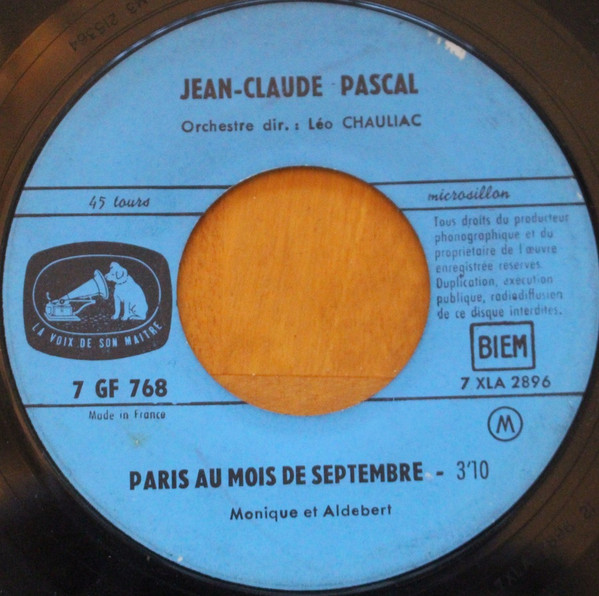 JEAN-CLAUDE PASCAL
Orchestre dir. : Léo CHAULIAC
45 tours
microsillon
Tous droits du producteur
phonographique et du
propriétaire de l'œuvre
enregistrée réservés.
Duplication, exécution
publique, radiodiffusion
de ce disque interdites.
LA VOIX DE SON MAITRE
BIEM
7 GF 768
7 XLA 2896
Made in France
M
PARIS AU MOIS DE SEPTEMBRE - 3'10
Monique et Aldebert